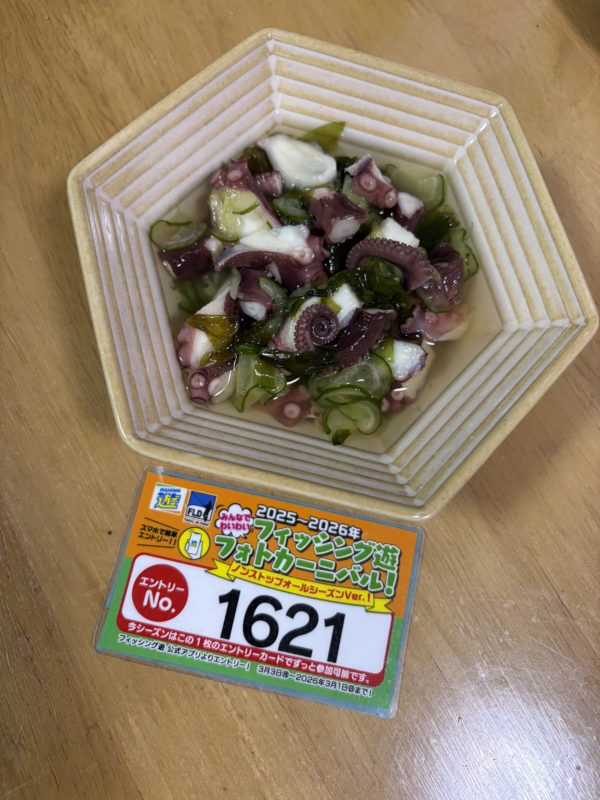 FISHING
遊
FLD
2025〜2026年
みんなで
わいわい
フィッシング遊
フォトカーニバル!
スマホで簡単
エントリー!!
ノンストップオールシーズンVer.!
エントリー
No.
1621
今シーズンはこの1枚のエントリーカードでずっと参加可能です。
フィッシング遊 公式アプリよりエントリー!
3月3日㊊〜2026年3月1日㊐まで!